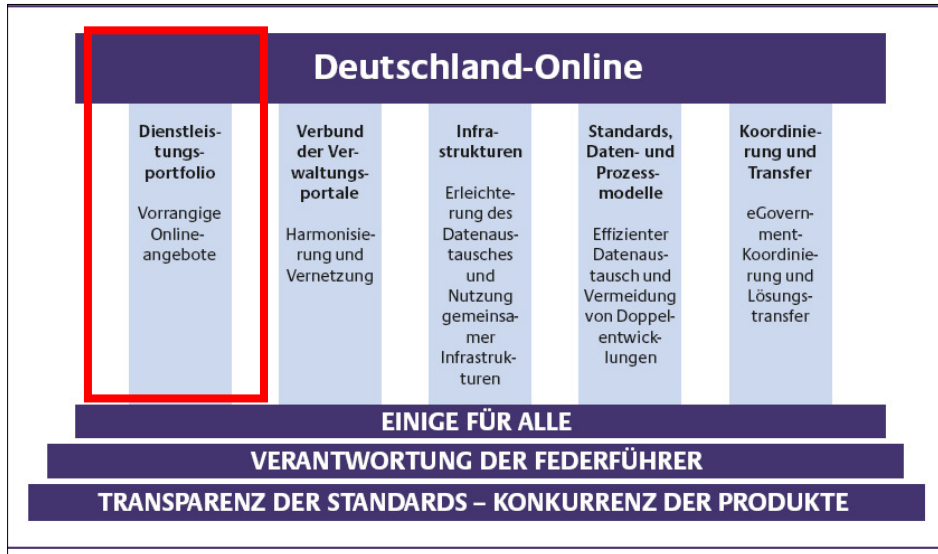 Deutschland-Online
Dienstleis-
tungs-
portfolio
Vorrangige
Online-
angebote
Verbund
der Ver-
waltungs-
portale
Harmonisie-
rung und
Vernetzung
Infra-
strukturen
Erleichte-
rung des
Datenaus-
tausches
und
Nutzung
gemeinsa-
mer
Infrastruk-
turen
Standards,
Daten- und
Prozess-
modelle
Effizienter
Datenaus-
tausch und
Vermeidung
von Doppel-
entwick-
lungen
Koordinie-
rung und
Transfer
eGovern-
ment-
Koordinie-
rung und
Lösungs-
transfer
EINIGE FÜR ALLE
VERANTWORTUNG DER FEDERFÜHRER
TRANSPARENZ DER STANDARDS – KONKURRENZ DER PRODUKTE